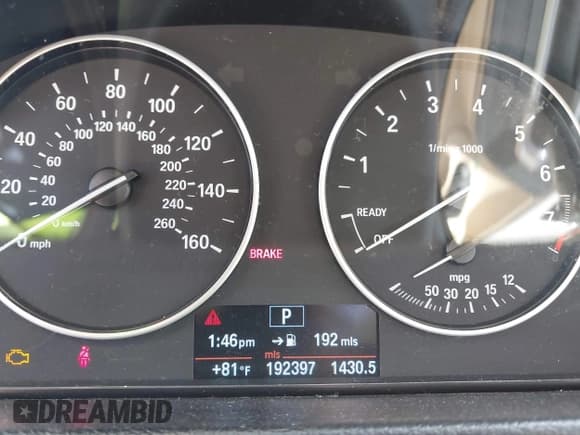 20 40 60 80 100 120 140 160
20 40 60 80 100 120 140 160 180 200 220 240 260
0 km/h
0 mph
1 2 3 4 5 6 7
1/min x 1000
READY
OFF
mpg
50 30 20 15 12
BRAKE
P
1:46pm → 192 mls
mls
+81°F 192397 1430.5
DREAMBID